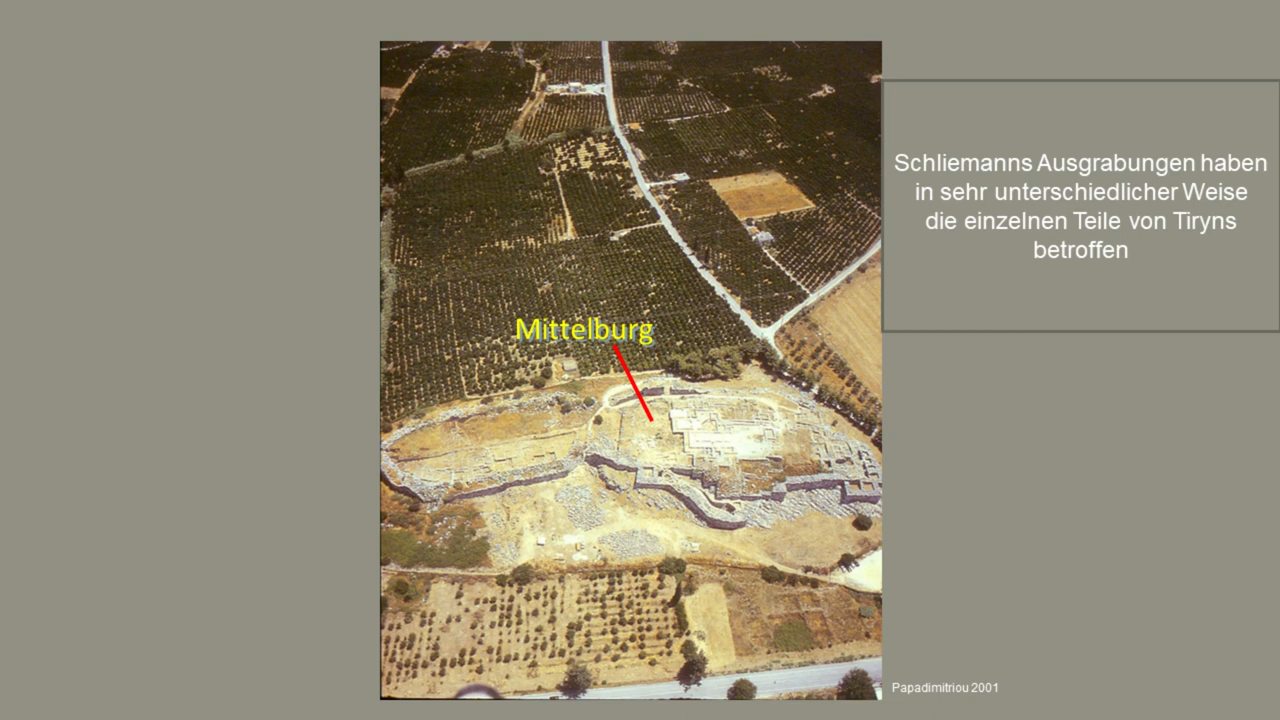 Schliemanns Ausgrabungen haben
in sehr unterschiedlicher Weise
die einzelnen Teile von Tiryns
betroffen
Mittelburg
Papadimitriou 2001